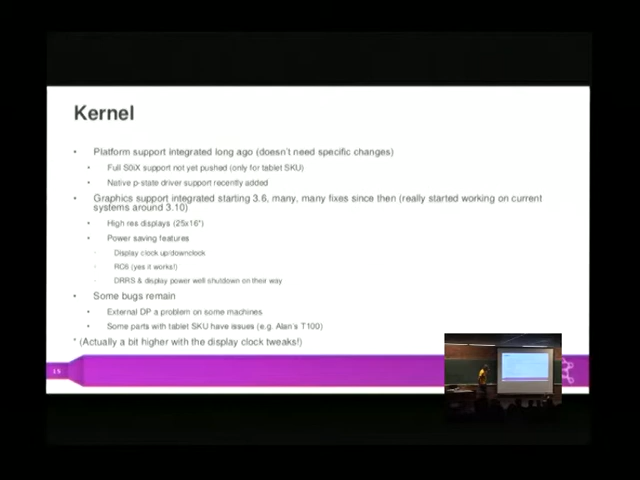 Kernel
• Platform support integrated long ago (doesn't need specific changes)
• Full S0iX support not yet pushed (only for tablet SKU)
• Native p-state driver support recently added
• Graphics support integrated starting 3.6, many, many fixes since then (really started working on current
systems around 3.10)
• High res displays (25x16*)
• Power saving features
Display clock up/downclock
RC6 (yes it works!)
DRRS & display power well shutdown on their way
• Some bugs remain
• External DP a problem on some machines
• Some parts with tablet SKU have issues (e.g. Alan's T100)
* (Actually a bit higher with the display clock tweaks!)
15